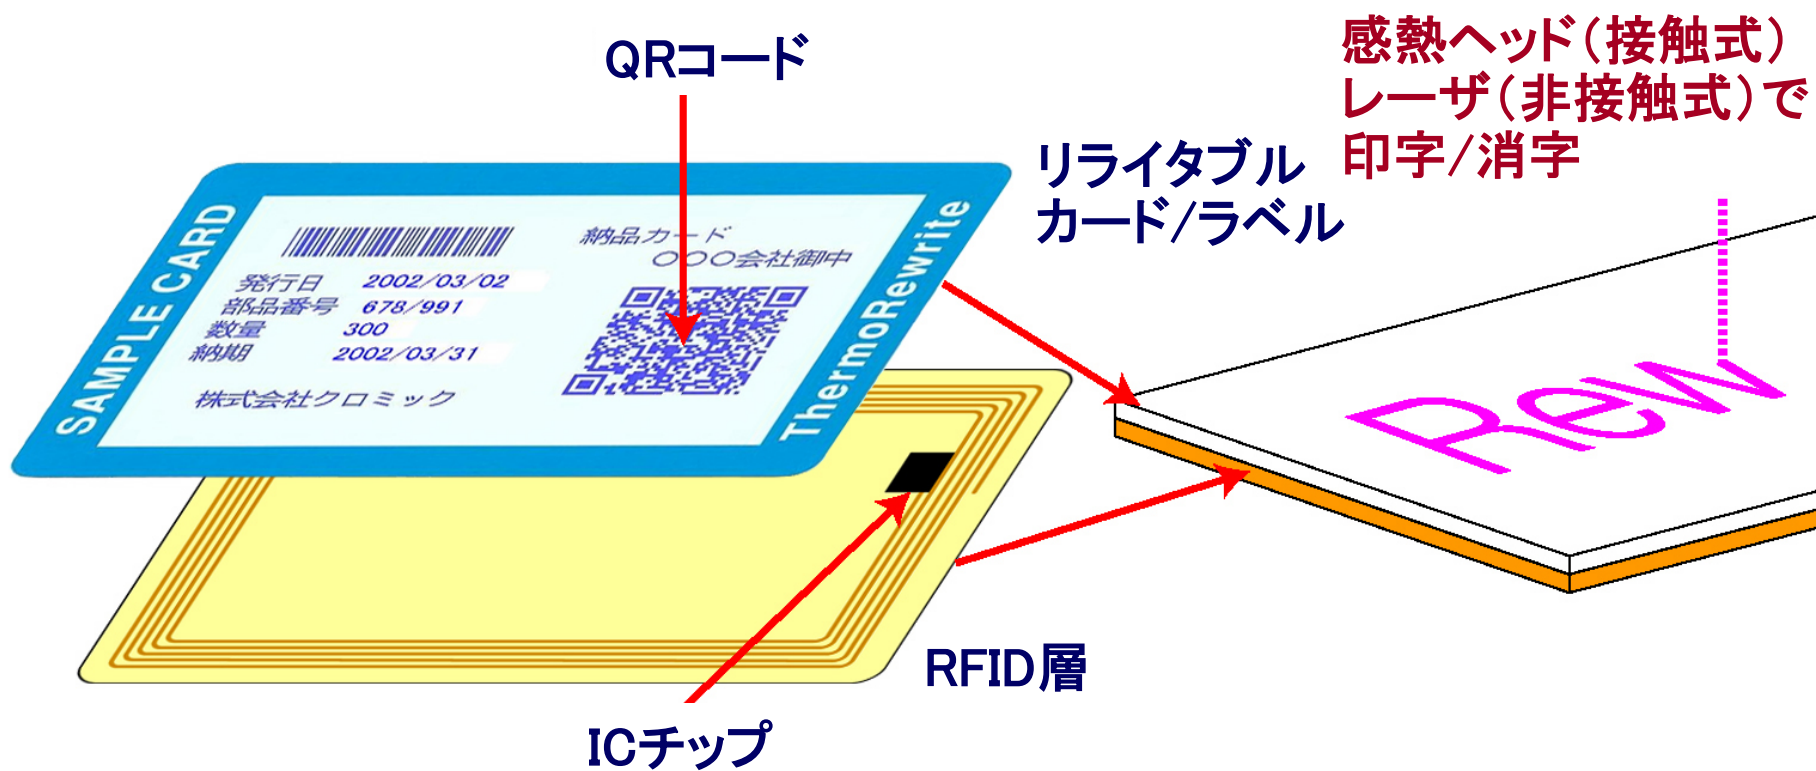 QRコード
感熱ヘッド(接触式)
レーザ(非接触式)で
印字/消字
リライタブル
カード/ラベル
SAMPLE CARD
納品カード
〇〇〇会社御中
発行日 2002/03/02
部品番号 678/991
数量 300
納期 2002/03/31
株式会社クロミック
ThermoRewrite
Rew
RFID層
ICチップ